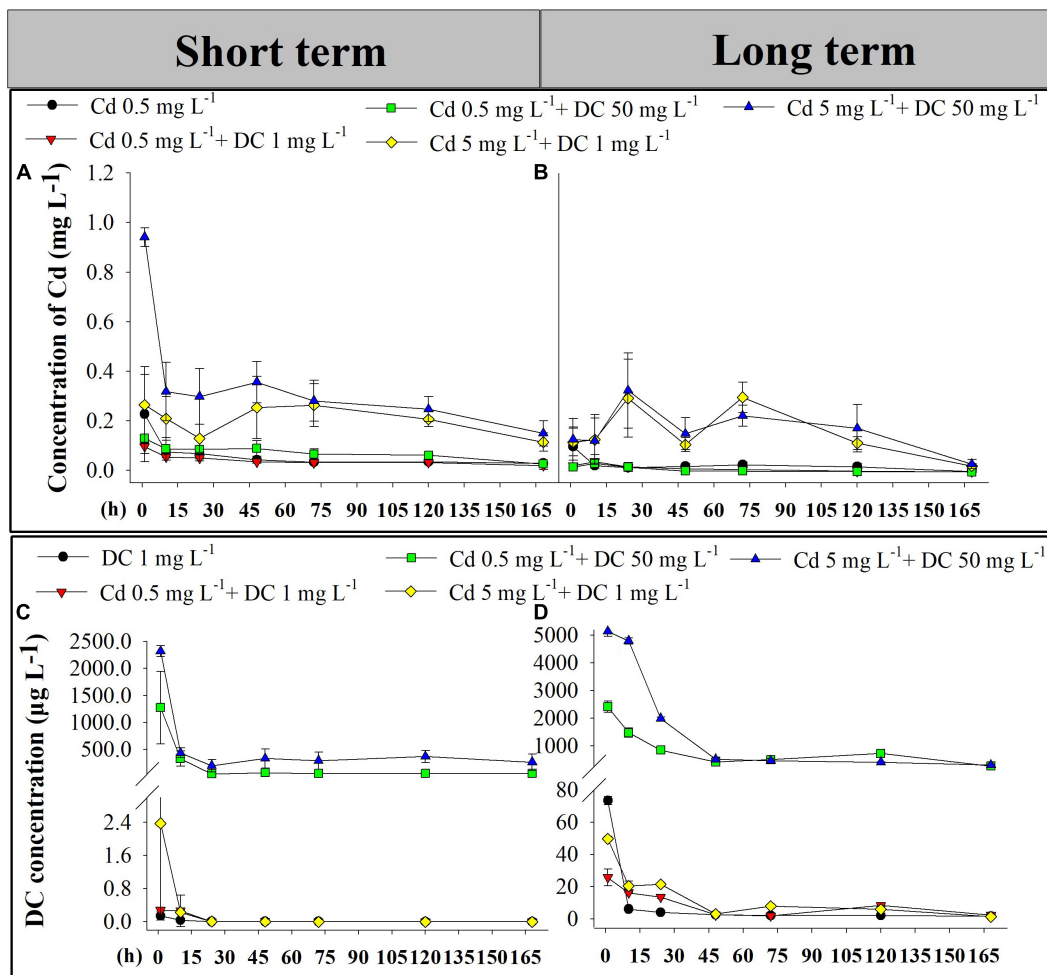 Short term Long term
Cd 0.5 mg L⁻¹ Cd 0.5 mg L⁻¹+ DC 50 mg L⁻¹ Cd 5 mg L⁻¹+ DC 50 mg L⁻¹
Cd 0.5 mg L⁻¹+ DC 1 mg L⁻¹ Cd 5 mg L⁻¹+ DC 1 mg L⁻¹
A B
Concentration of Cd (mg L⁻¹)
1.2
1.0
0.8
0.6
0.4
0.2
0.0
(h) 0 15 30 45 60 75 90 105 120 135 150 165 0 15 30 45 60 75 90 105 120 135 150 165
DC 1 mg L⁻¹ Cd 0.5 mg L⁻¹+ DC 50 mg L⁻¹ Cd 5 mg L⁻¹+ DC 50 mg L⁻¹
Cd 0.5 mg L⁻¹+ DC 1 mg L⁻¹ Cd 5 mg L⁻¹+ DC 1 mg L⁻¹
C D
DC concentration (µg L⁻¹)
2500.0 5000
2000.0 4000
1500.0 3000
1000.0 2000
500.0 1000
2.4 80
1.6 60
0.8 40
0.0 20
0
(h) 0 15 30 45 60 75 90 105 120 135 150 165 0 15 30 45 60 75 90 105 120 135 150 165